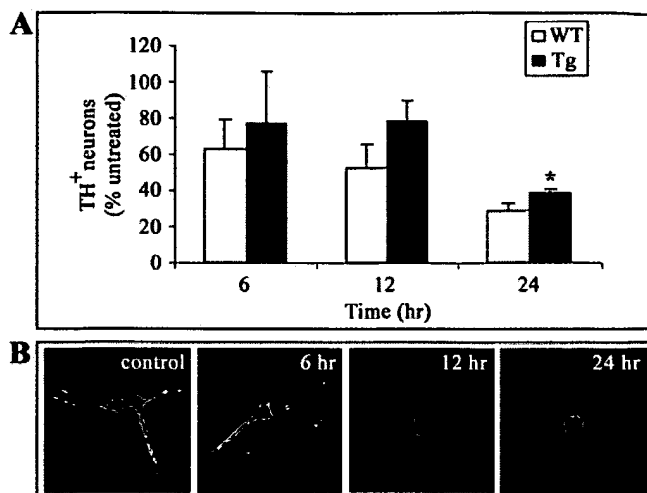 A
120
100
80
60
40
20
0
TH+ neurons
(% untreated)
WT
Tg
*
6 12 24
Time (hr)
B
control 6 hr 12 hr 24 hr